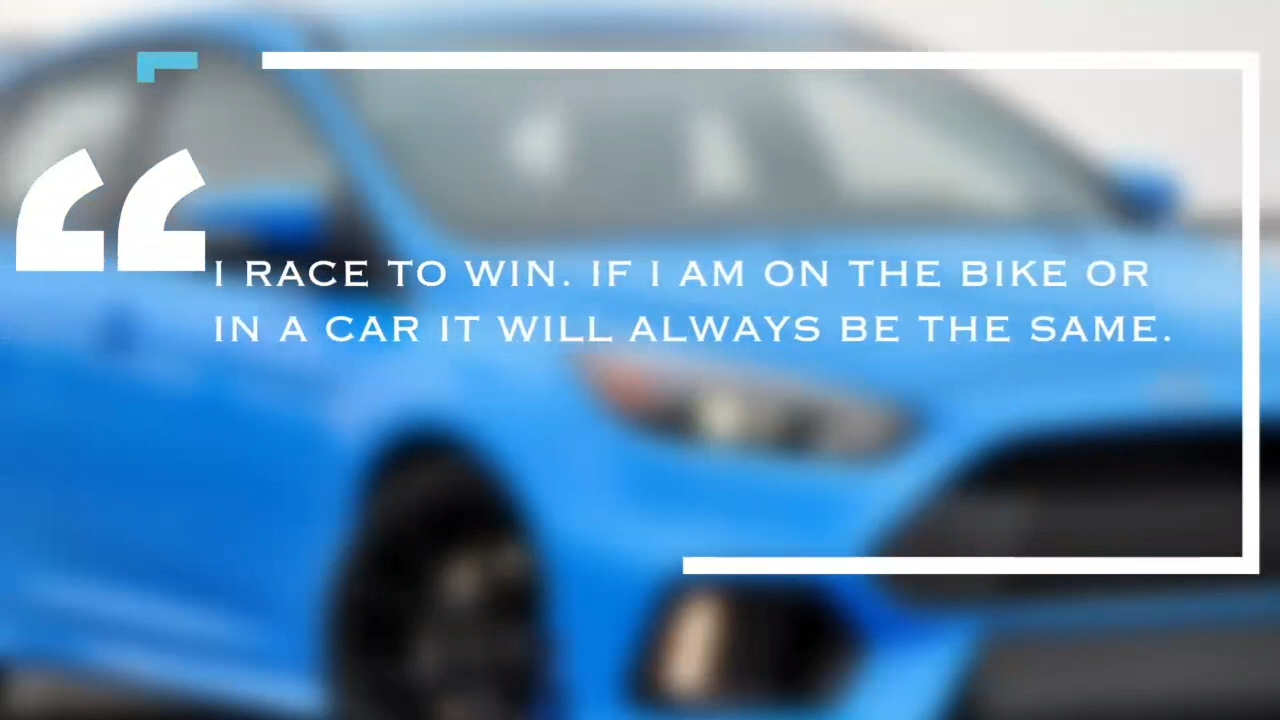 I RACE TO WIN. IF I AM ON THE BIKE OR
IN A CAR IT WILL ALWAYS BE THE SAME.